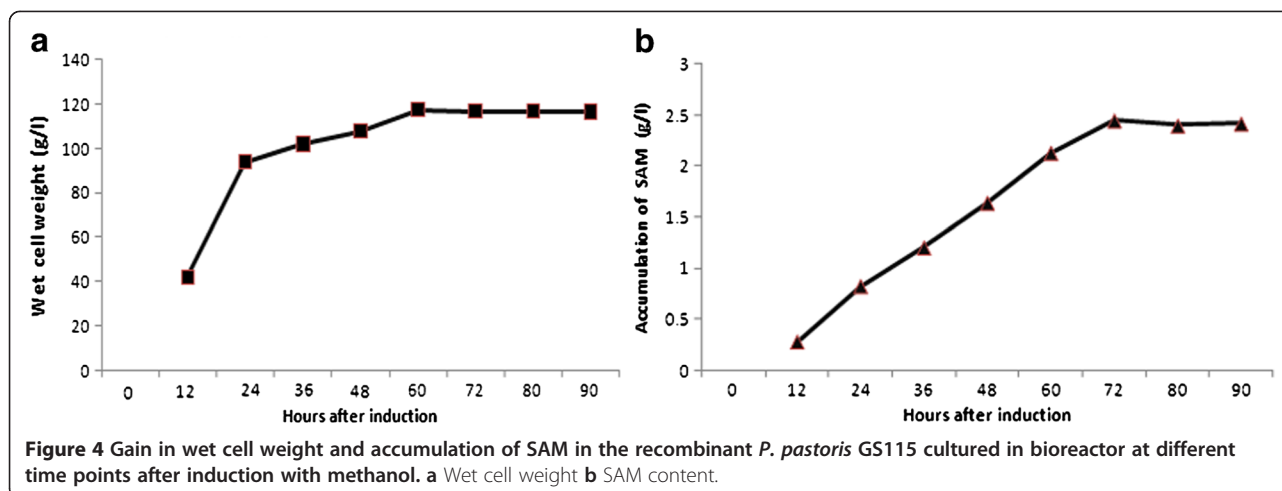 a
140
120
100
80
60
40
20
0
Wet cell weight (g/l)
0 12 24 36 48 60 72 80 90
Hours after induction
b
3
2.5
2
1.5
1
0.5
0
Accumulation of SAM (g/l)
0 12 24 36 48 60 72 80 90
Hours after induction
Figure 4 Gain in wet cell weight and accumulation of SAM in the recombinant P. pastoris GS115 cultured in bioreactor at different
time points after induction with methanol. a Wet cell weight b SAM content.